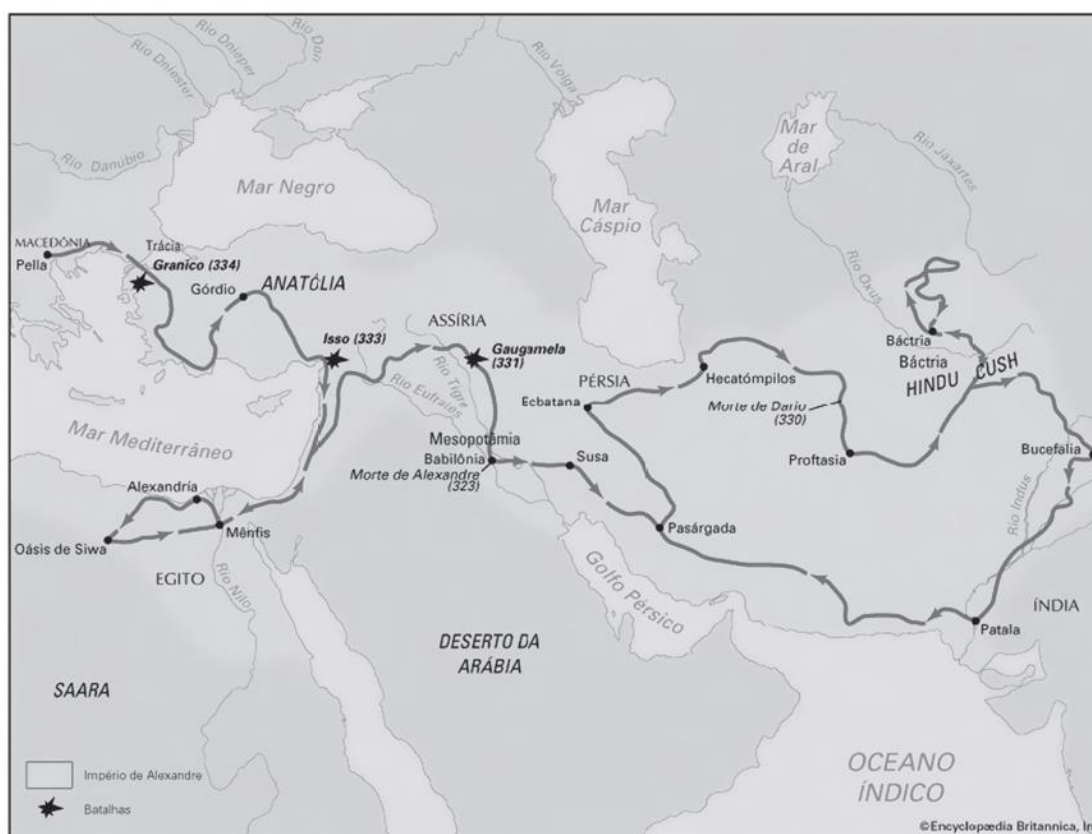 Rio Dniester
Rio Dnieper
Rio Don
Rio Volga
Rio Danubio
Mar Negro
Mar
Cáspio
Mar
de
Aral
Rio Jaxartes
Rio Oxus
MACEDÔNIA
Pella
Trácia
Granico (334)
Górdio
ANATÓLIA
Isso (333)
ASSÍRIA
Gaugamela
(331)
Rio Tigre
Rio Eufrates
PÉRSIA
Ecbatana
Hecatómpilos
Morte de Dario
(330)
Proftasia
Báctria
Báctria
HINDU CUSH
Bucefália
Rio Indus
Mar Mediterrâneo
Mesopotâmia
Babilônia
Morte de Alexandre
(323)
Susa
Pasárgada
Alexandría
Oásis de Siwa
Mênfis
EGITO
Rio Nilo
Golfo Pérsico
ÍNDIA
Patala
DESERTO DA
ARÁBIA
SAARA
OCEANO
ÍNDICO
Império de Alexandre
Batalhas
©Encyclopædia Britannica, I